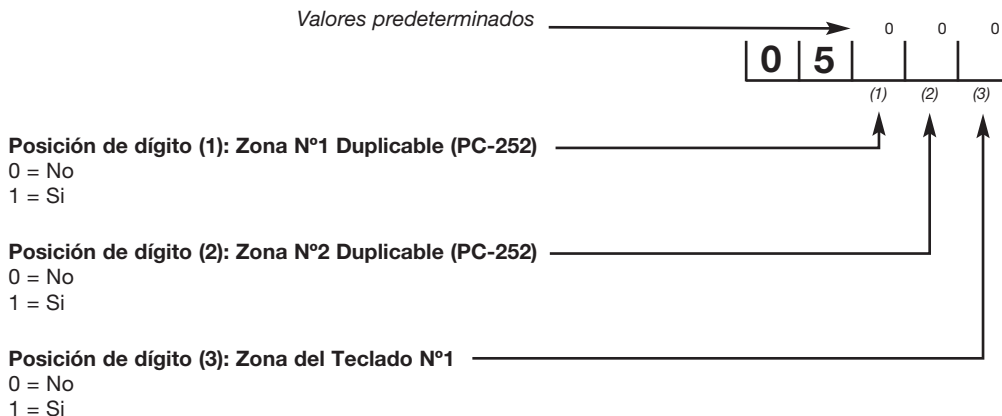 Valores predeterminados
0 0 0
0 5
(1) (2) (3)
Posición de dígito (1): Zona Nº1 Duplicable (PC-252)
0 = No
1 = Si
Posición de dígito (2): Zona Nº2 Duplicable (PC-252)
0 = No
1 = Si
Posición de dígito (3): Zona del Teclado Nº1
0 = No
1 = Si